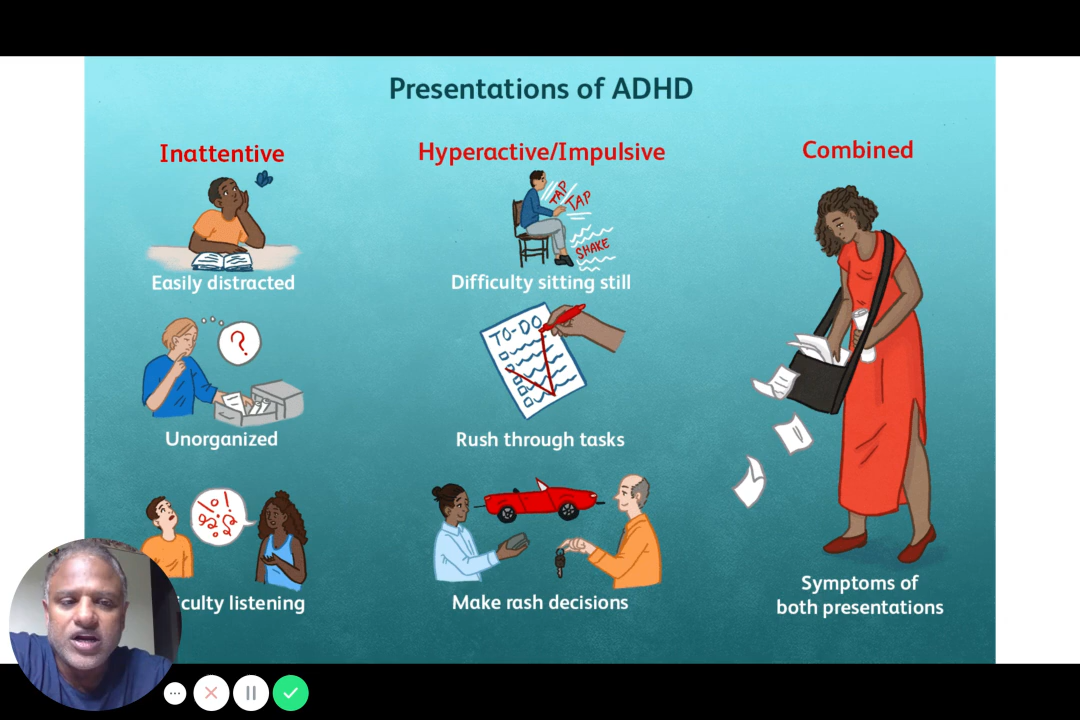 Presentations of ADHD
Inattentive
Easily distracted
Unorganized
listening
Hyperactive/Impulsive
TAP
TAP
SHAKE
Difficulty sitting still
TO-DO
Rush through tasks
Make rash decisions
Combined
Symptoms of
both presentations
?